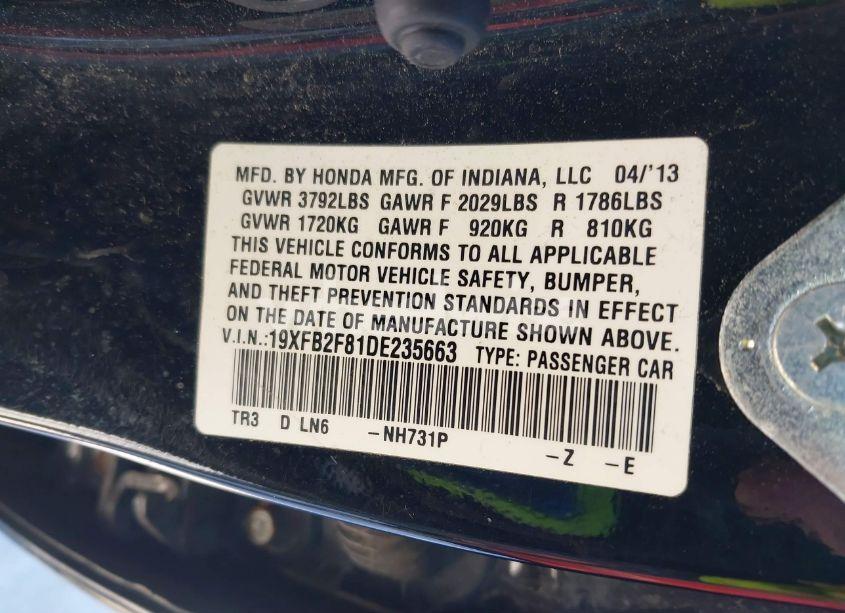 MFD. BY HONDA MFG. OF INDIANA, LLC 04/'13
GVWR 3792LBS GAWR F 2029LBS R 1786LBS
GVWR 1720KG GAWR F 920KG R 810KG
THIS VEHICLE CONFORMS TO ALL APPLICABLE
FEDERAL MOTOR VEHICLE SAFETY, BUMPER,
AND THEFT PREVENTION STANDARDS IN EFFECT
ON THE DATE OF MANUFACTURE SHOWN ABOVE.
V.I.N.:19XFB2F81DE235663 TYPE: PASSENGER CAR
TR3 D LN6 -NH731P -Z -E